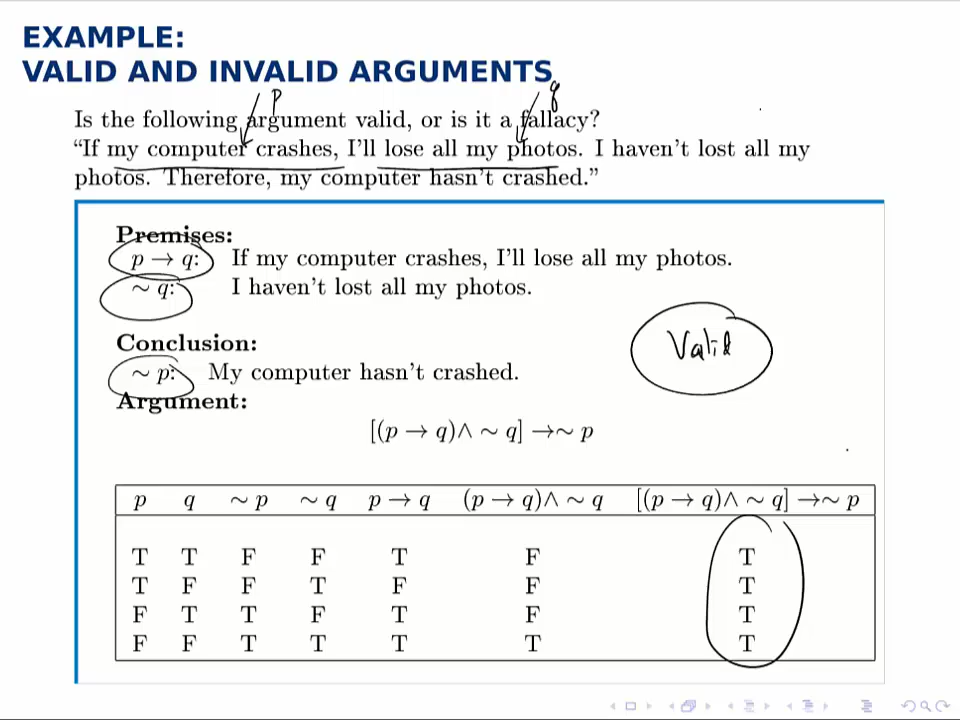 EXAMPLE:
VALID AND INVALID ARGUMENTS
p
q
Is the following argument valid, or is it a fallacy?
“If my computer crashes, I’ll lose all my photos. I haven’t lost all my
photos. Therefore, my computer hasn’t crashed.”
Premises:
p → q: If my computer crashes, I’ll lose all my photos.
∼ q: I haven’t lost all my photos.
Valid
Conclusion:
∼ p: My computer hasn’t crashed.
Argument:
[(p → q)∧ ∼ q] →∼ p
p q ∼ p ∼ q p → q (p → q)∧ ∼ q [(p → q)∧ ∼ q] →∼ p
T T F F T F T
T F F T F F T
F T T F T F T
F F T T T T T